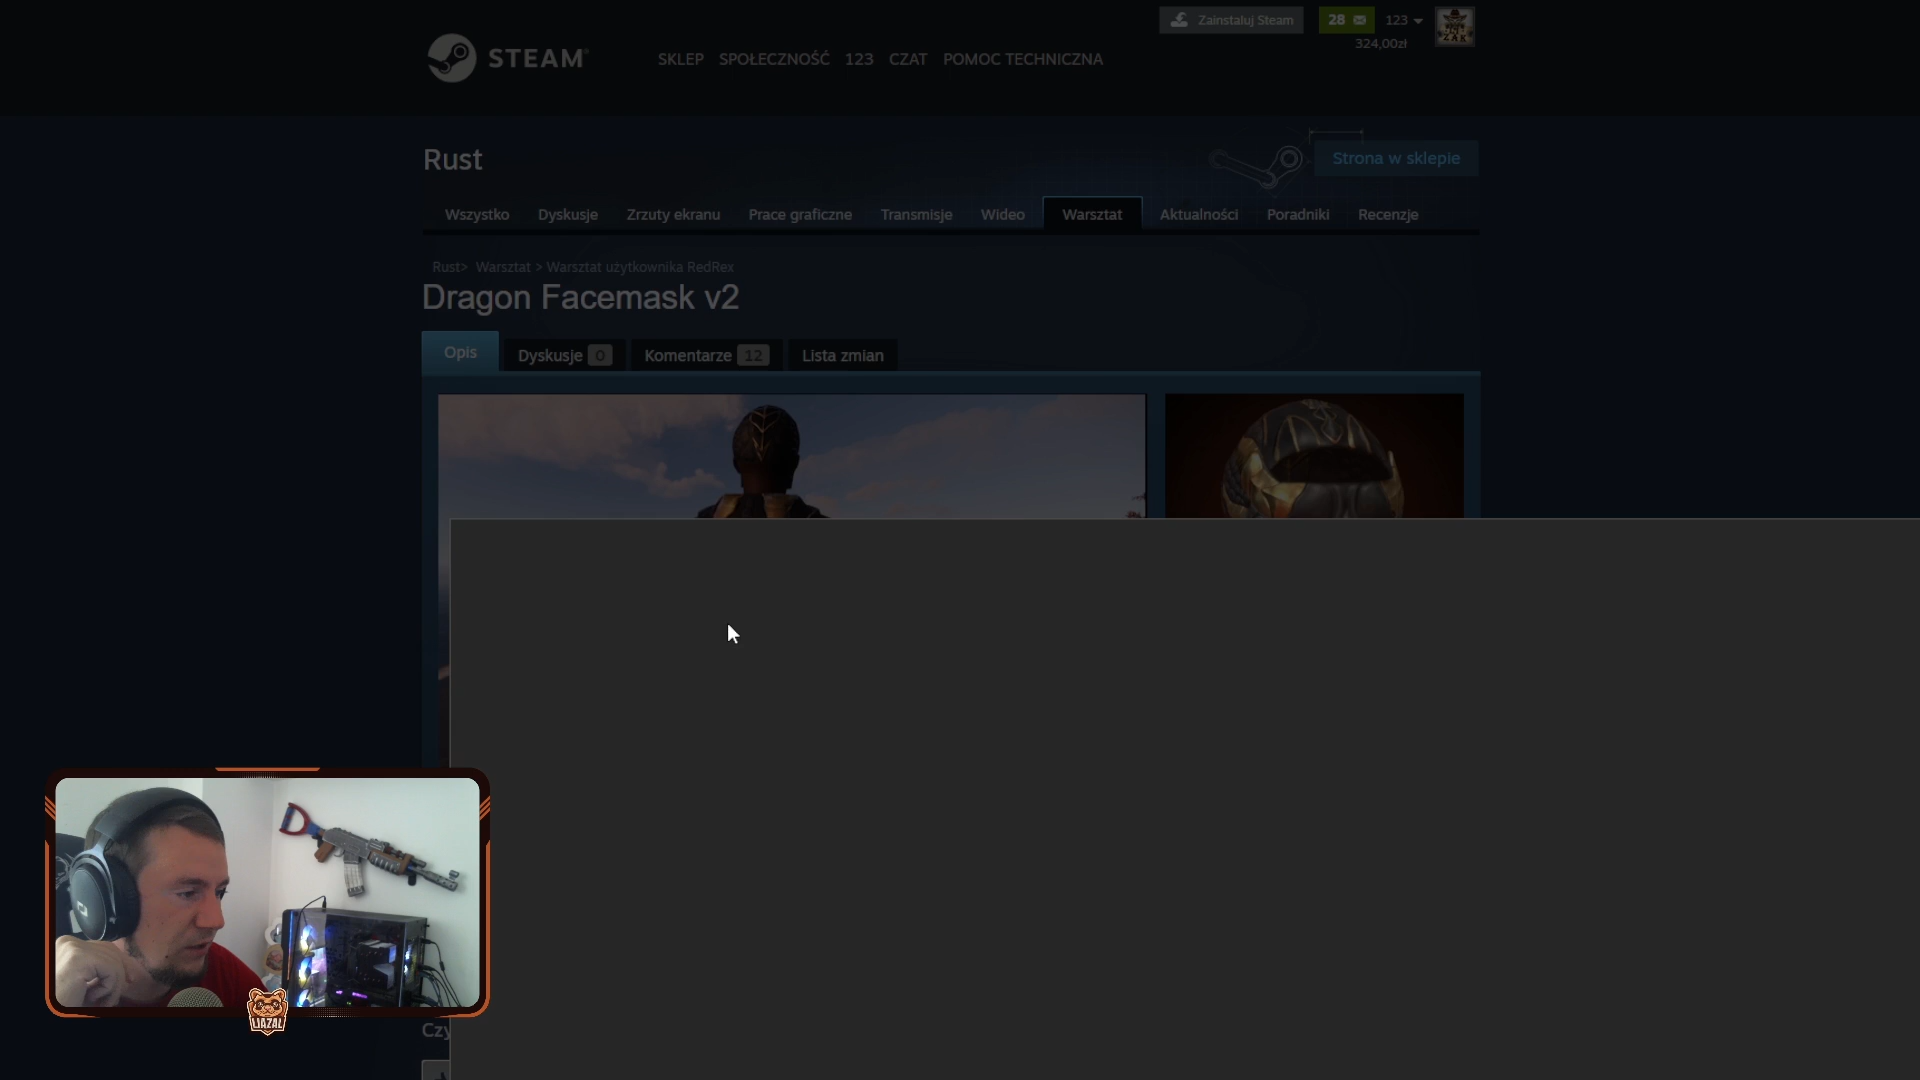 Zainstaluj Steam
28
123
324,00zł
STEAM
SKLEP SPOŁECZNOŚĆ 123 CZAT POMOC TECHNICZNA
Rust
Strona w sklepie
Wszystko Dyskusje Zrzuty ekranu Prace graficzne Transmisje Wideo Warsztat Aktualności Poradniki Recenzje
Rust> Warsztat > Warsztat użytkownika RedRex
Dragon Facemask v2
Opis Dyskusje 0 Komentarze 12 Lista zmian
IJAZAL